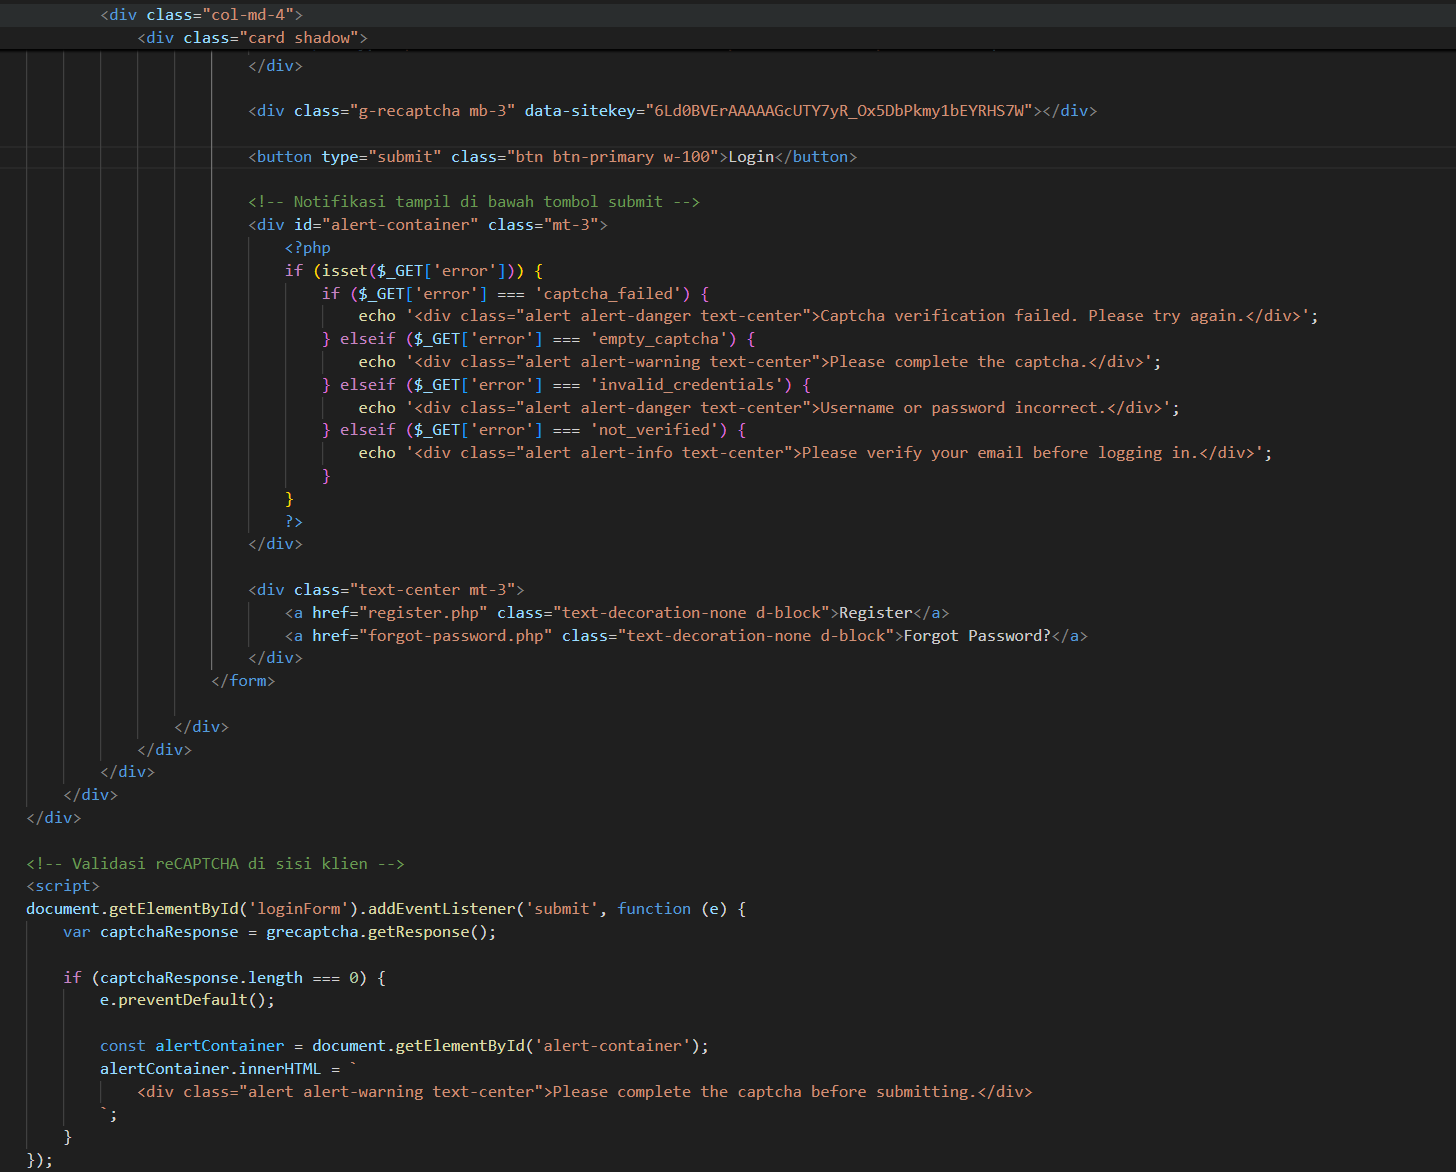 <div class="col-md-4">
<div class="card shadow">
</div>
<div class="g-recaptcha mb-3" data-sitekey="6Ld0BVErAAAAAGcUTY7yR_Ox5DbPkmy1bEYRHS7W"></div>
<button type="submit" class="btn btn-primary w-100">Login</button>
<!-- Notifikasi tampil di bawah tombol submit -->
<div id="alert-container" class="mt-3">
<?php
if (isset($_GET['error'])) {
if ($_GET['error'] === 'captcha_failed') {
echo '<div class="alert alert-danger text-center">Captcha verification failed. Please try again.</div>';
} elseif ($_GET['error'] === 'empty_captcha') {
echo '<div class="alert alert-warning text-center">Please complete the captcha.</div>';
} elseif ($_GET['error'] === 'invalid_credentials') {
echo '<div class="alert alert-danger text-center">Username or password incorrect.</div>';
} elseif ($_GET['error'] === 'not_verified') {
echo '<div class="alert alert-info text-center">Please verify your email before logging in.</div>';
}
}
?>
</div>
<div class="text-center mt-3">
<a href="register.php" class="text-decoration-none d-block">Register</a>
<a href="forgot-password.php" class="text-decoration-none d-block">Forgot Password?</a>
</div>
</form>
</div>
</div>
</div>
</div>
</div>
<!-- Validasi reCAPTCHA di sisi klien -->
<script>
document.getElementById('loginForm').addEventListener('submit', function (e) {
var captchaResponse = grecaptcha.getResponse();
if (captchaResponse.length === 0) {
e.preventDefault();
const alertContainer = document.getElementById('alert-container');
alertContainer.innerHTML = `
<div class="alert alert-warning text-center">Please complete the captcha before submitting.</div>
`;
}
});